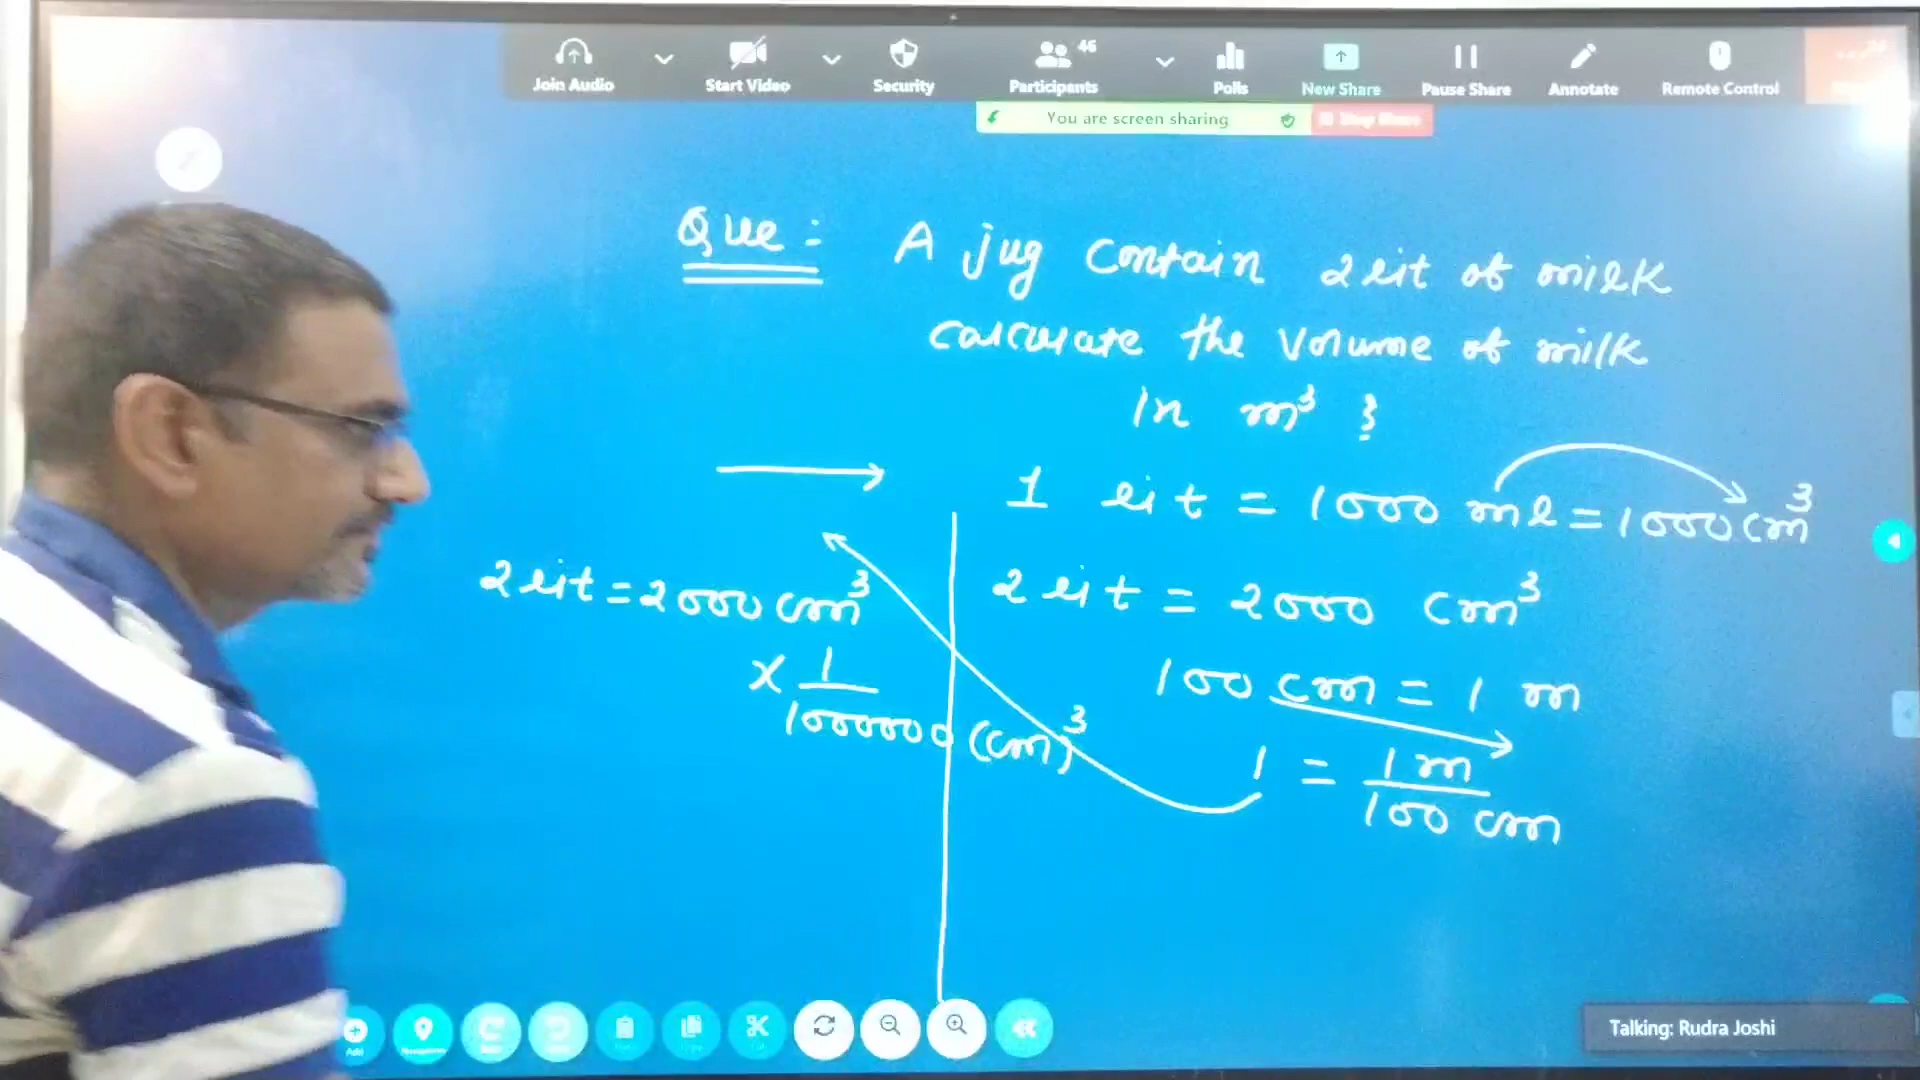 Join Audio
Start Video
Security
Participants 46
Polls
New Share
Pause Share
Annotate
Remote Control
You are screen sharing
Stop Share
Que:- A jug contain 2 lit of milk
calculate the volume of milk
in m³ ?
1 lit = 1000 ml = 1000 cm³
2 lit = 2000 cm³
100 cm = 1 m
1 = 1 m / 100 cm
2 lit = 2000 cm³
× 1 / 1000000 (cm)³
Add
Talking: Rudra Joshi